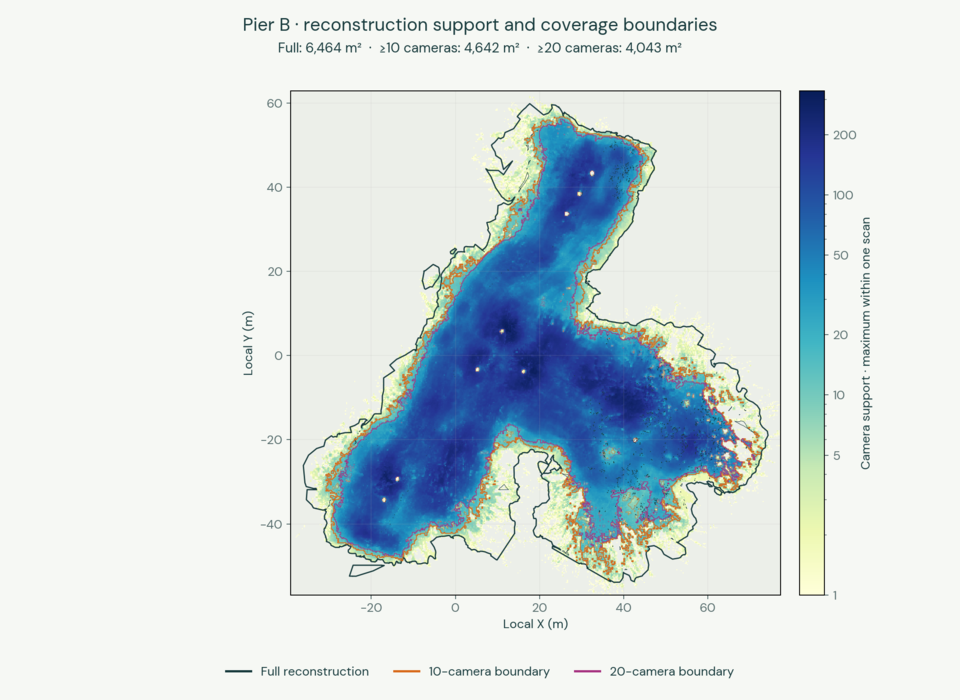 Pier B · reconstruction support and coverage boundaries
Full: 6,464 m² · ≥10 cameras: 4,642 m² · ≥20 cameras: 4,043 m²
60
40
20
0
−20
−40
Local Y (m)
−20 0 20 40 60
Local X (m)
200
100
50
20
10
5
1
Camera support · maximum within one scan
Full reconstruction 10-camera boundary 20-camera boundary